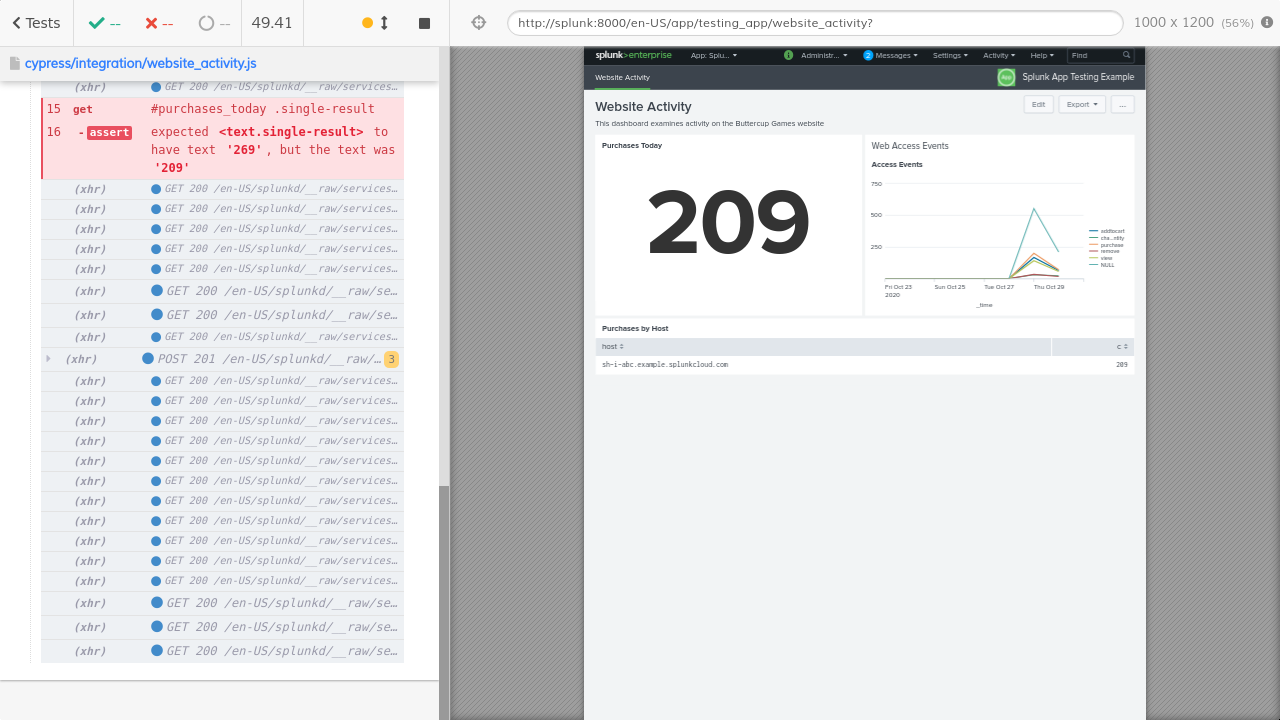 Tests
--
--
--
49.41
http://splunk:8000/en-US/app/testing_app/website_activity?
1000 x 1200 (56%)
cypress/integration/website_activity.js
(xhr) GET 200 /en-US/splunkd/__raw/services…
15 get #purchases_today .single-result
16 -assert expected <text.single-result> to
have text '269', but the text was
'209'
(xhr) GET 200 /en-US/splunkd/__raw/services…
(xhr) GET 200 /en-US/splunkd/__raw/services…
(xhr) GET 200 /en-US/splunkd/__raw/services…
(xhr) GET 200 /en-US/splunkd/__raw/services…
(xhr) GET 200 /en-US/splunkd/__raw/services…
(xhr) GET 200 /en-US/splunkd/__raw/se…
(xhr) GET 200 /en-US/splunkd/__raw/se…
(xhr) GET 200 /en-US/splunkd/__raw/services…
(xhr) POST 201 /en-US/splunkd/__raw/… 3
(xhr) GET 200 /en-US/splunkd/__raw/services…
(xhr) GET 200 /en-US/splunkd/__raw/services…
(xhr) GET 200 /en-US/splunkd/__raw/services…
(xhr) GET 200 /en-US/splunkd/__raw/services…
(xhr) GET 200 /en-US/splunkd/__raw/services…
(xhr) GET 200 /en-US/splunkd/__raw/services…
(xhr) GET 200 /en-US/splunkd/__raw/services…
(xhr) GET 200 /en-US/splunkd/__raw/services…
(xhr) GET 200 /en-US/splunkd/__raw/services…
(xhr) GET 200 /en-US/splunkd/__raw/services…
(xhr) GET 200 /en-US/splunkd/__raw/services…
(xhr) GET 200 /en-US/splunkd/__raw/se…
(xhr) GET 200 /en-US/splunkd/__raw/se…
(xhr) GET 200 /en-US/splunkd/__raw/se…
splunk>enterprise App: Splu... i Administr... 2 Messages Settings Activity Help Find
Website Activity
App Splunk App Testing Example
Website Activity
Edit Export ...
This dashboard examines activity on the Buttercup Games website
Purchases Today
209
Web Access Events
Access Events
750
500
250
Fri Oct 23
2020
Sun Oct 25
Tue Oct 27
Thu Oct 29
_time
addtocart
cha...ntity
purchase
remove
view
NULL
Purchases by Host
host c
sh-i-abc.example.splunkcloud.com 209